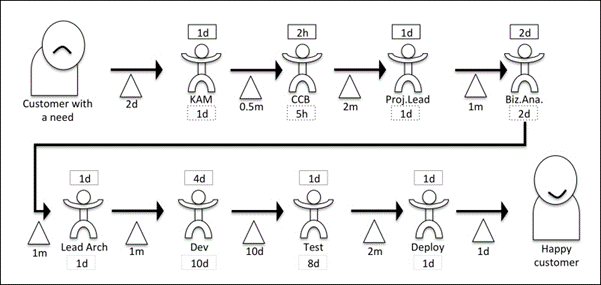 1d
2h
1d
2d
Customer with
a need
2d
KAM
1d
0.5m
CCB
5h
2m
Proj.Lead
1d
1m
Biz.Ana.
2d
1d
4d
1d
1d
1m
Lead Arch
1d
1m
Dev
10d
10d
Test
8d
2m
Deploy
1d
1d
Happy
customer